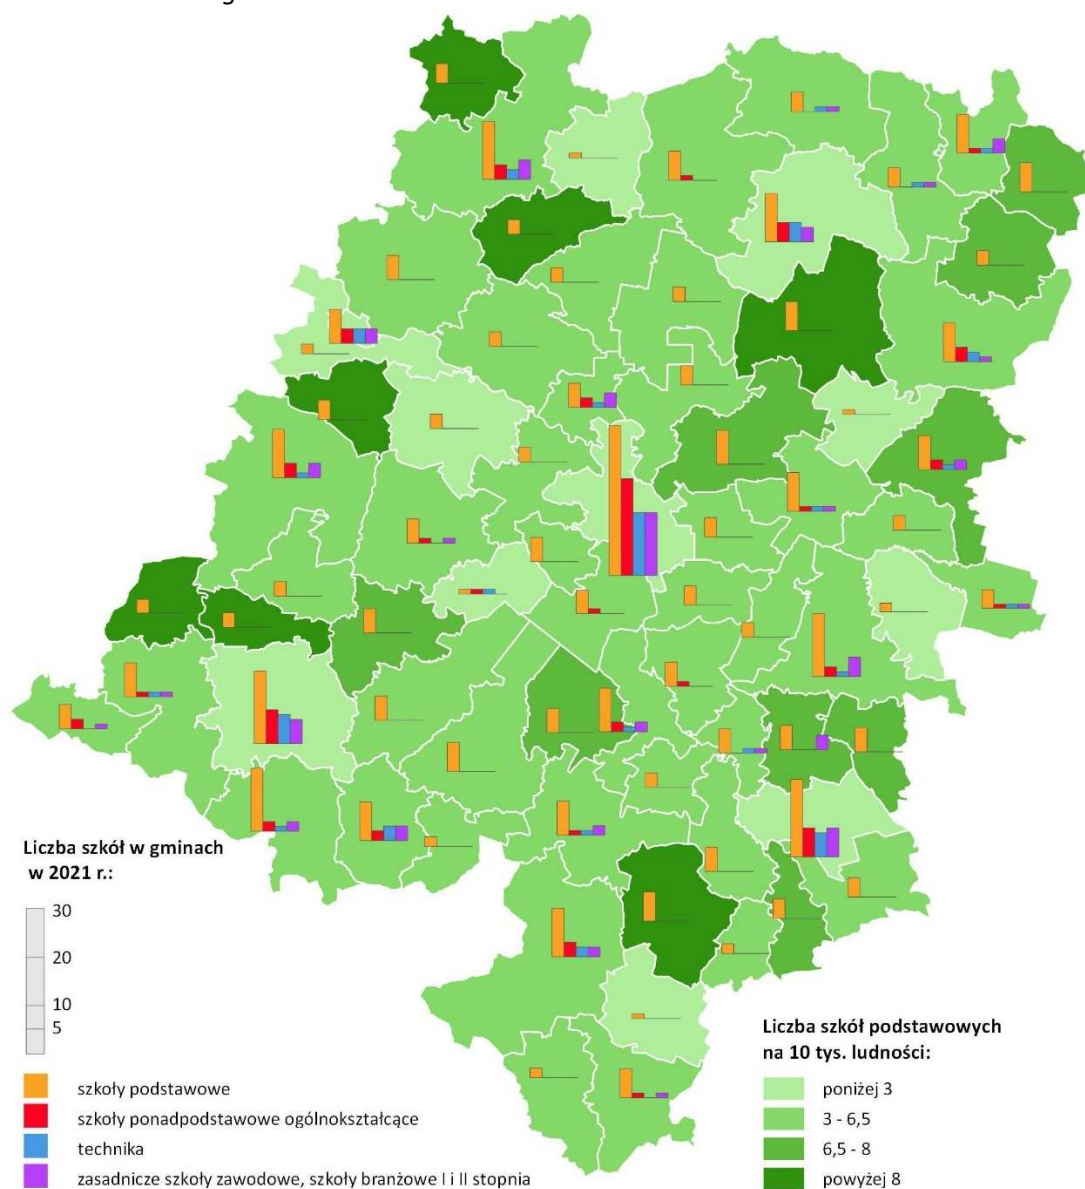 Liczba szkół w gminach
w 2021 r.:
30
20
10
5
szkoły podstawowe
szkoły ponadpodstawowe ogólnokształcące
technika
zasadnicze szkoły zawodowe, szkoły branżowe I i II stopnia
Liczba szkół podstawowych
na 10 tys. ludności:
poniżej 3
3 - 6,5
6,5 - 8
powyżej 8